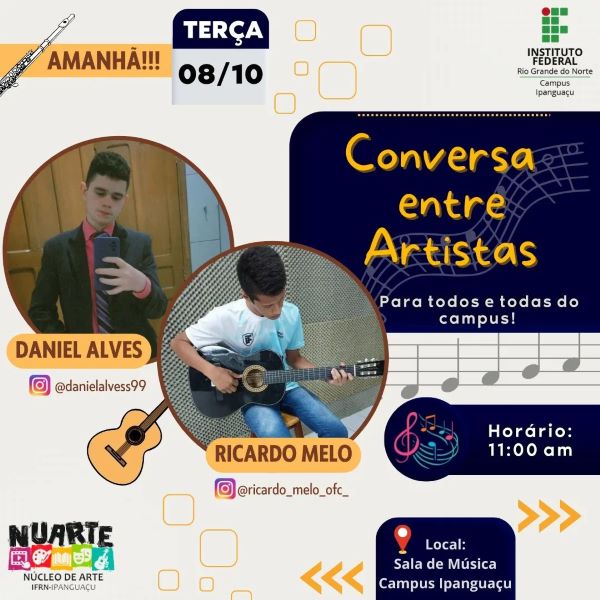 AMANHÃ!!!
TERÇA
08/10
INSTITUTO
FEDERAL
Rio Grande do Norte
Campus
Ipanguaçu
Conversa
entre
Artistas
Para todos e todas do
campus!
DANIEL ALVES
@danielalvess99
RICARDO MELO
@ricardo_melo_ofc_
Horário:
11:00 am
NUARTE
NÚCLEO DE ARTE
IFRN-IPANGUAÇU
Local:
Sala de Música
Campus Ipanguaçu